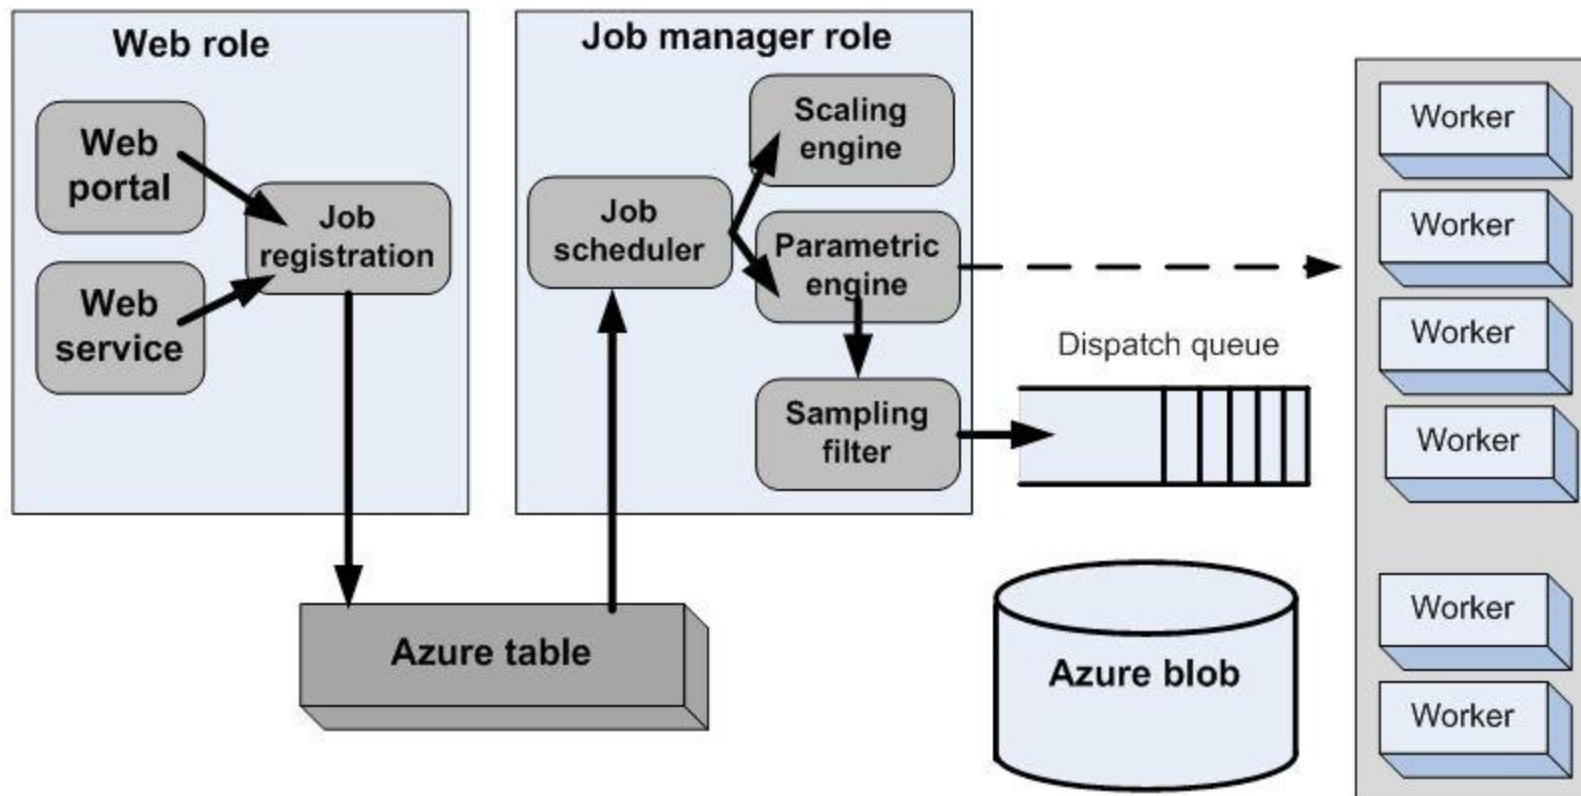 Web role
Web
portal
Web
service
Job
registration
Job manager role
Scaling
engine
Job
scheduler
Parametric
engine
Sampling
filter
Dispatch queue
Azure table
Azure blob
Worker
Worker
Worker
Worker
Worker
Worker